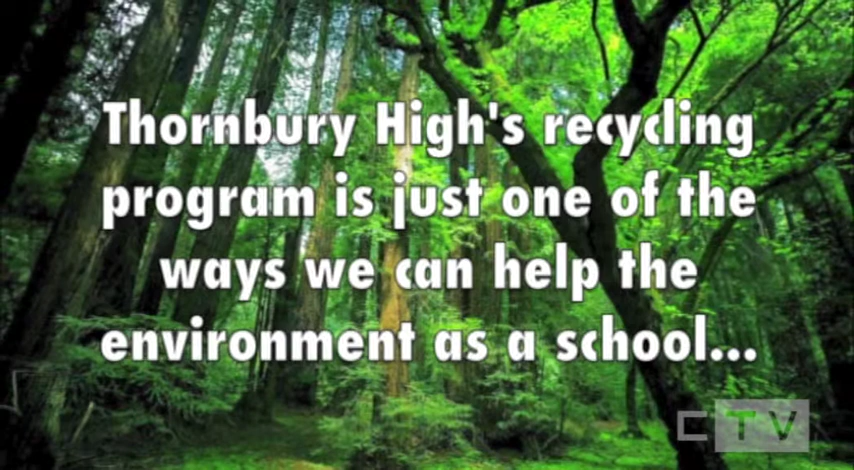 Thornbury High's recycling
program is just one of the
ways we can help the
environment as a school...
CTV